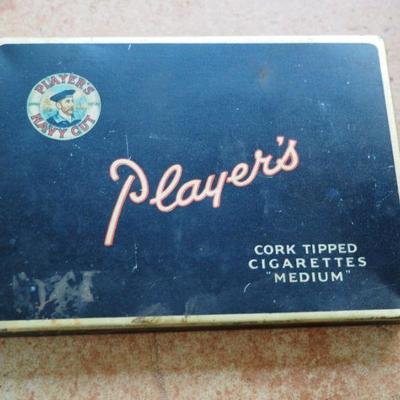 PLAYER'S
NAVY CUT
Player's
CORK TIPPED
CIGARETTES
"MEDIUM"